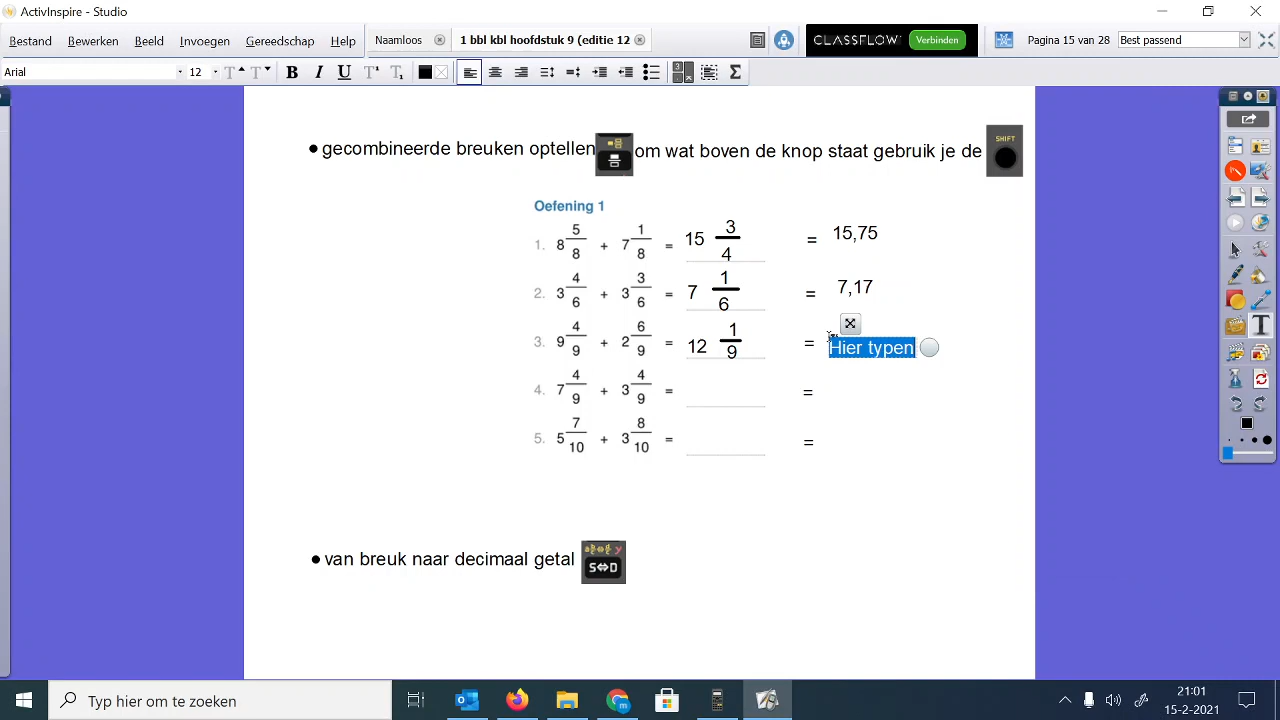 ActivInspire - Studio
Bestand Bewerken Beeld Invoegen Gereedschap Help Naamloos 1 bbl kbl hoofdstuk 9 (editie 12 CLASSFLOW Verbinden Pagina 15 van 28 Best passend
Arial 12
gecombineerde breuken optellen om wat boven de knop staat gebruik je de SHIFT
Oefening 1
1. 8 5/8 + 7 1/8 = 15 3/4 = 15,75
2. 3 4/6 + 3 3/6 = 7 1/6 = 7,17
3. 9 4/9 + 2 6/9 = 12 1/9 = Hier typen
4. 7 4/9 + 3 4/9 = =
5. 5 7/10 + 3 8/10 = =
van breuk naar decimaal getal S⇔D
Typ hier om te zoeken
21:01
15-2-2021